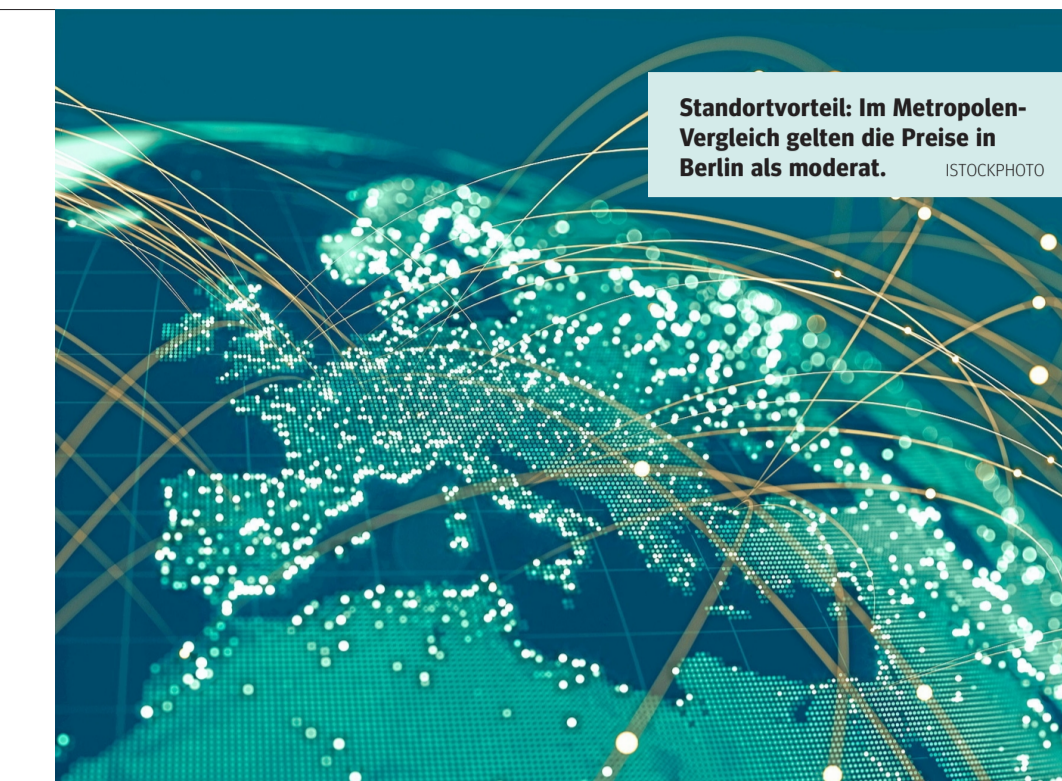 Standortvorteil: Im Metropolen-
Vergleich gelten die Preise in
Berlin als moderat. ISTOCKPHOTO